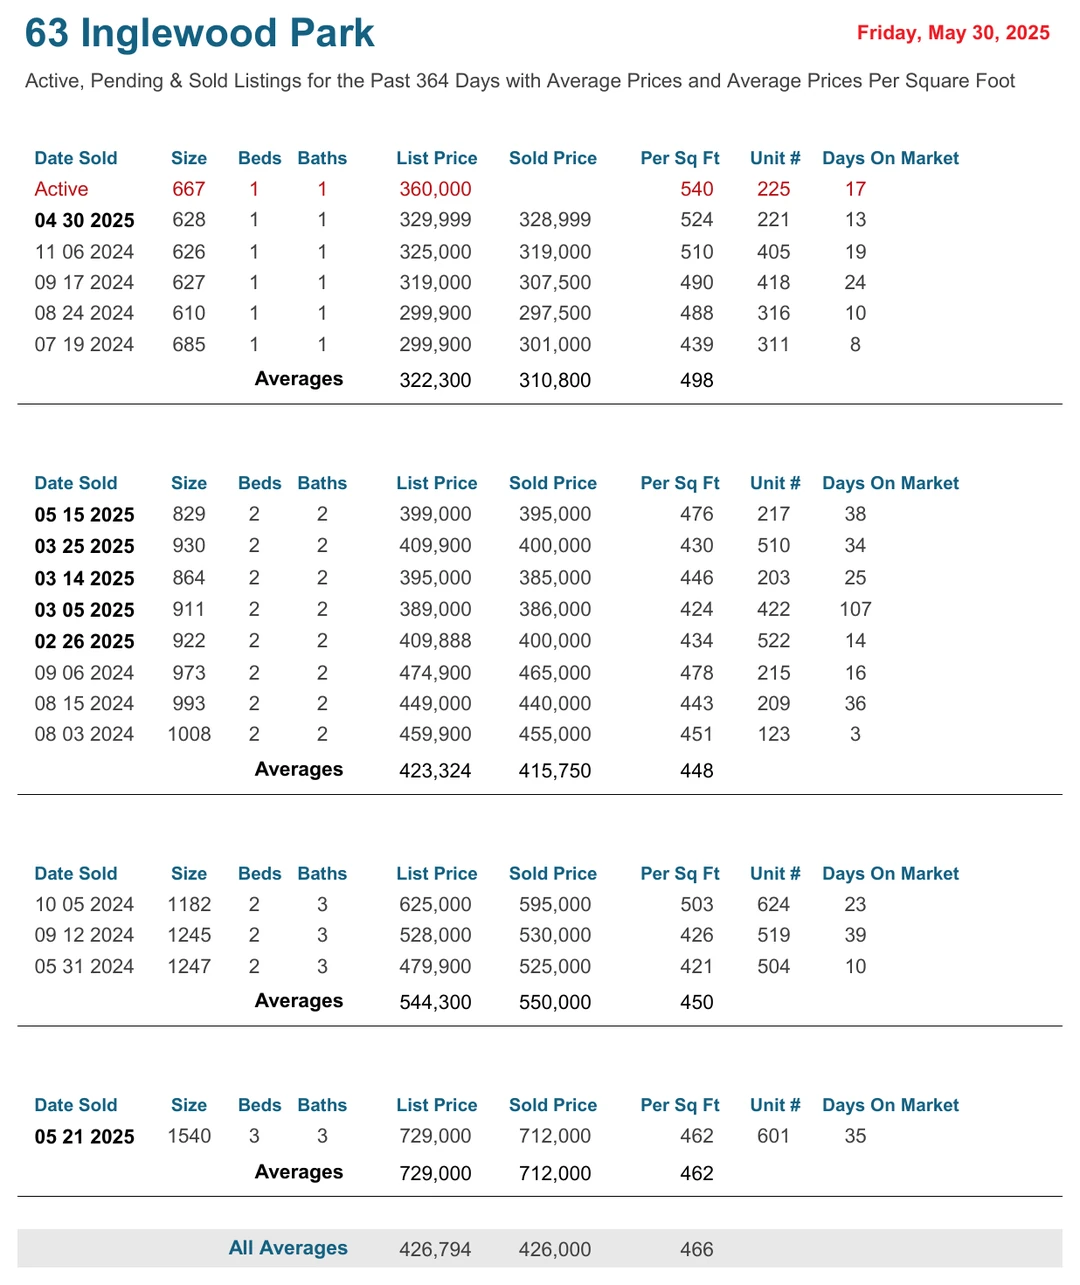 63 Inglewood Park
Friday, May 30, 2025
Active, Pending & Sold Listings for the Past 364 Days with Average Prices and Average Prices Per Square Foot
Date Sold Size Beds Baths List Price Sold Price Per Sq Ft Unit # Days On Market
Active 667 1 1 360,000 540 225 17
04 30 2025 628 1 1 329,999 328,999 524 221 13
11 06 2024 626 1 1 325,000 319,000 510 405 19
09 17 2024 627 1 1 319,000 307,500 490 418 24
08 24 2024 610 1 1 299,900 297,500 488 316 10
07 19 2024 685 1 1 299,900 301,000 439 311 8
Averages 322,300 310,800 498
Date Sold Size Beds Baths List Price Sold Price Per Sq Ft Unit # Days On Market
05 15 2025 829 2 2 399,000 395,000 476 217 38
03 25 2025 930 2 2 409,900 400,000 430 510 34
03 14 2025 864 2 2 395,000 385,000 446 203 25
03 05 2025 911 2 2 389,000 386,000 424 422 107
02 26 2025 922 2 2 409,888 400,000 434 522 14
09 06 2024 973 2 2 474,900 465,000 478 215 16
08 15 2024 993 2 2 449,000 440,000 443 209 36
08 03 2024 1008 2 2 459,900 455,000 451 123 3
Averages 423,324 415,750 448
Date Sold Size Beds Baths List Price Sold Price Per Sq Ft Unit # Days On Market
10 05 2024 1182 2 3 625,000 595,000 503 624 23
09 12 2024 1245 2 3 528,000 530,000 426 519 39
05 31 2024 1247 2 3 479,900 525,000 421 504 10
Averages 544,300 550,000 450
Date Sold Size Beds Baths List Price Sold Price Per Sq Ft Unit # Days On Market
05 21 2025 1540 3 3 729,000 712,000 462 601 35
Averages 729,000 712,000 462
All Averages 426,794 426,000 466